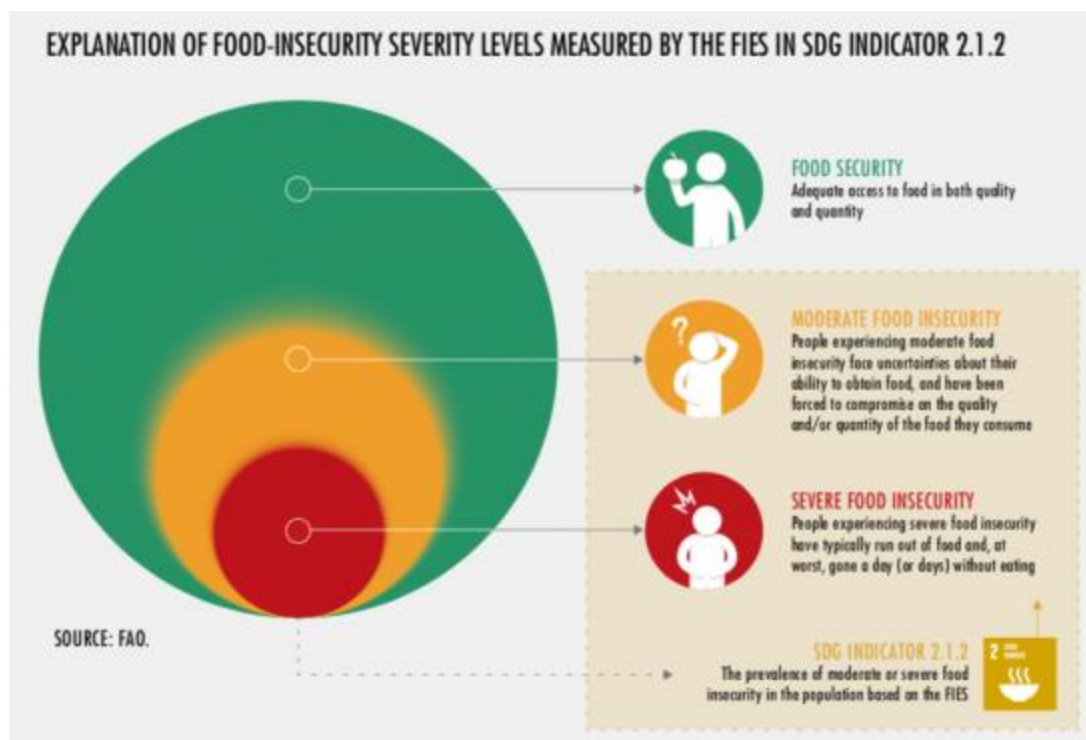 EXPLANATION OF FOOD-INSECURITY SEVERITY LEVELS MEASURED BY THE FIES IN SDG INDICATOR 2.1.2
FOOD SECURITY
Adequate access to food in both quality
and quantity
?
MODERATE FOOD INSECURITY
People experiencing moderate food
insecurity face uncertainties about their
ability to obtain food, and have been
forced to compromise on the quality
and/or quantity of the food they consume
SEVERE FOOD INSECURITY
People experiencing severe food insecurity
have typically run out of food and, at
worst, gone a day (or days) without eating
SOURCE: FAO.
SDG INDICATOR 2.1.2
The prevalence of moderate or severe food
insecurity in the population based on the FIES
2